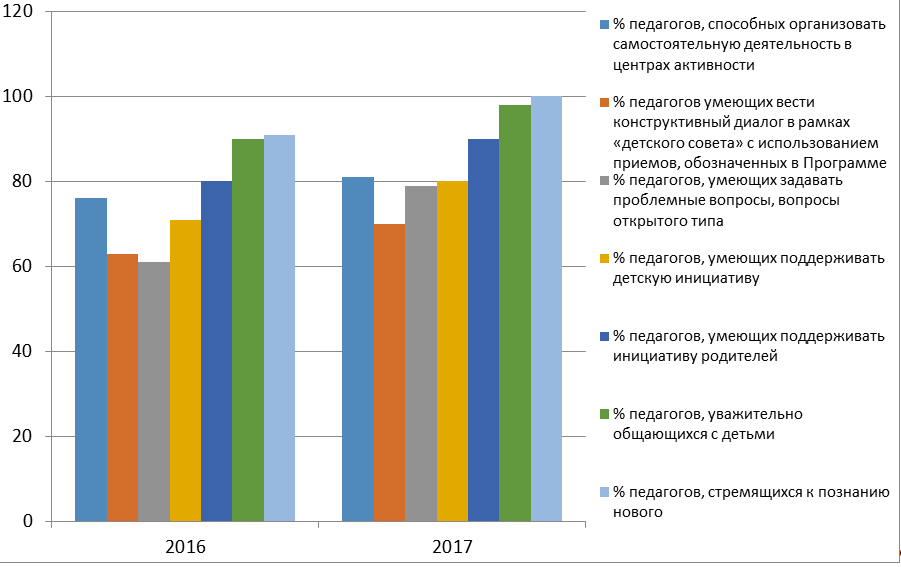 120
100
80
60
40
20
0
2016
2017
% педагогов, способных организовать
самостоятельную деятельность в
центрах активности
% педагогов умеющих вести
конструктивный диалог в рамках
«детского совета» с использованием
приемов, обозначенных в Программе
% педагогов, умеющих задавать
проблемные вопросы, вопросы
открытого типа
% педагогов, умеющих поддерживать
детскую инициативу
% педагогов, умеющих поддерживать
инициативу родителей
% педагогов, уважительно
общающихся с детьми
% педагогов, стремящихся к познанию
нового